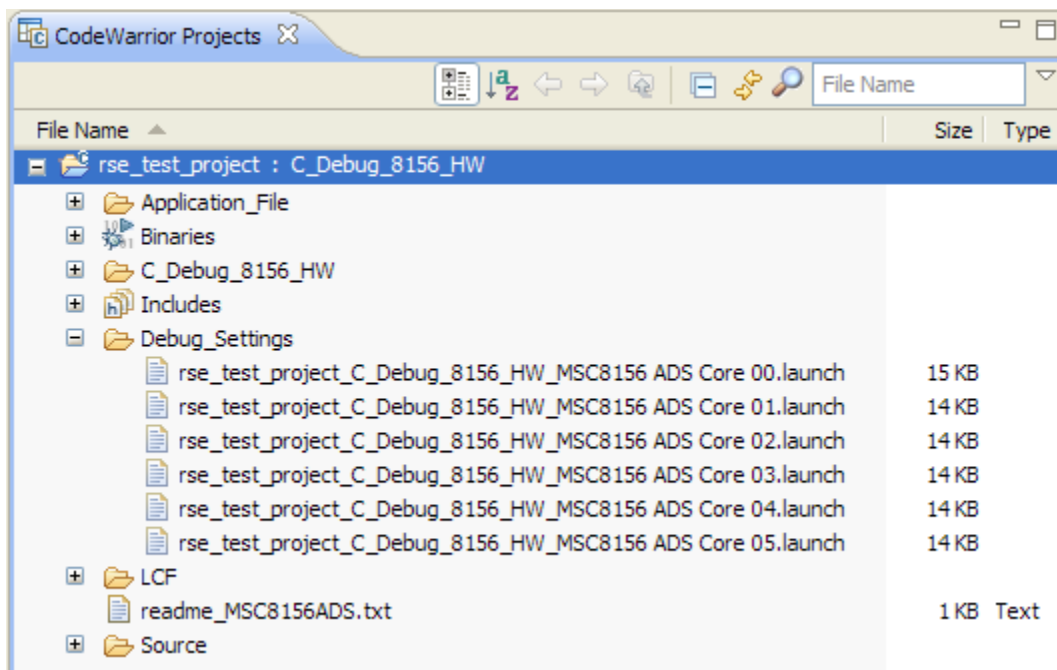 CodeWarrior Projects
File Name
File Name Size Type
rse_test_project : C_Debug_8156_HW
Application_File
Binaries
C_Debug_8156_HW
Includes
Debug_Settings
rse_test_project_C_Debug_8156_HW_MSC8156 ADS Core 00.launch 15 KB
rse_test_project_C_Debug_8156_HW_MSC8156 ADS Core 01.launch 14 KB
rse_test_project_C_Debug_8156_HW_MSC8156 ADS Core 02.launch 14 KB
rse_test_project_C_Debug_8156_HW_MSC8156 ADS Core 03.launch 14 KB
rse_test_project_C_Debug_8156_HW_MSC8156 ADS Core 04.launch 14 KB
rse_test_project_C_Debug_8156_HW_MSC8156 ADS Core 05.launch 14 KB
LCF
readme_MSC8156ADS.txt 1 KB Text
Source